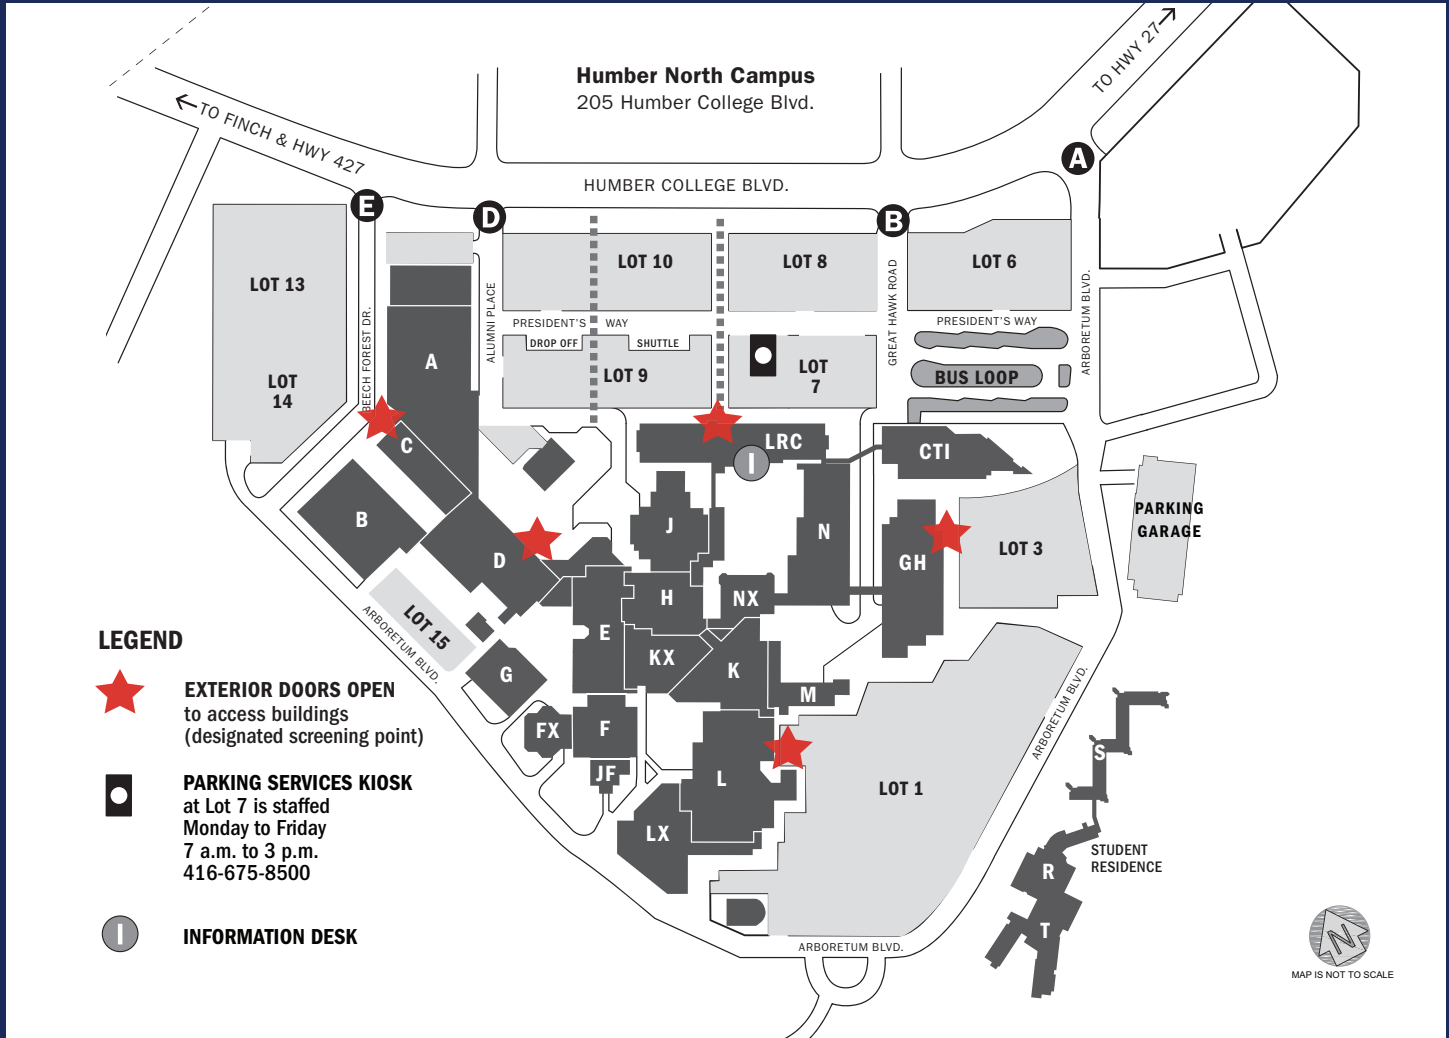 Humber North Campus
205 Humber College Blvd.
TO HWY 27
TO FINCH & HWY 427
HUMBER COLLEGE BLVD.
A
E
D
B
LOT 13
LOT 10
LOT 8
LOT 6
BEECH FOREST DR.
ALUMNI PLACE
GREAT HAWK ROAD
ARBORETUM BLVD.
PRESIDENT'S WAY
PRESIDENT'S WAY
DROP OFF
SHUTTLE
A
LOT 9
LOT
7
BUS LOOP
LOT
14
C
LRC
I
CTI
B
J
N
D
GH
LOT 3
PARKING
GARAGE
H
NX
LOT 15
ARBORETUM BLVD.
E
KX
K
G
M
FX
F
JF
L
LX
LOT 1
ARBORETUM BLVD.
S
R
T
STUDENT
RESIDENCE
ARBORETUM BLVD.
LEGEND
EXTERIOR DOORS OPEN
to access buildings
(designated screening point)
PARKING SERVICES KIOSK
at Lot 7 is staffed
Monday to Friday
7 a.m. to 3 p.m.
416-675-8500
I
INFORMATION DESK
N
MAP IS NOT TO SCALE